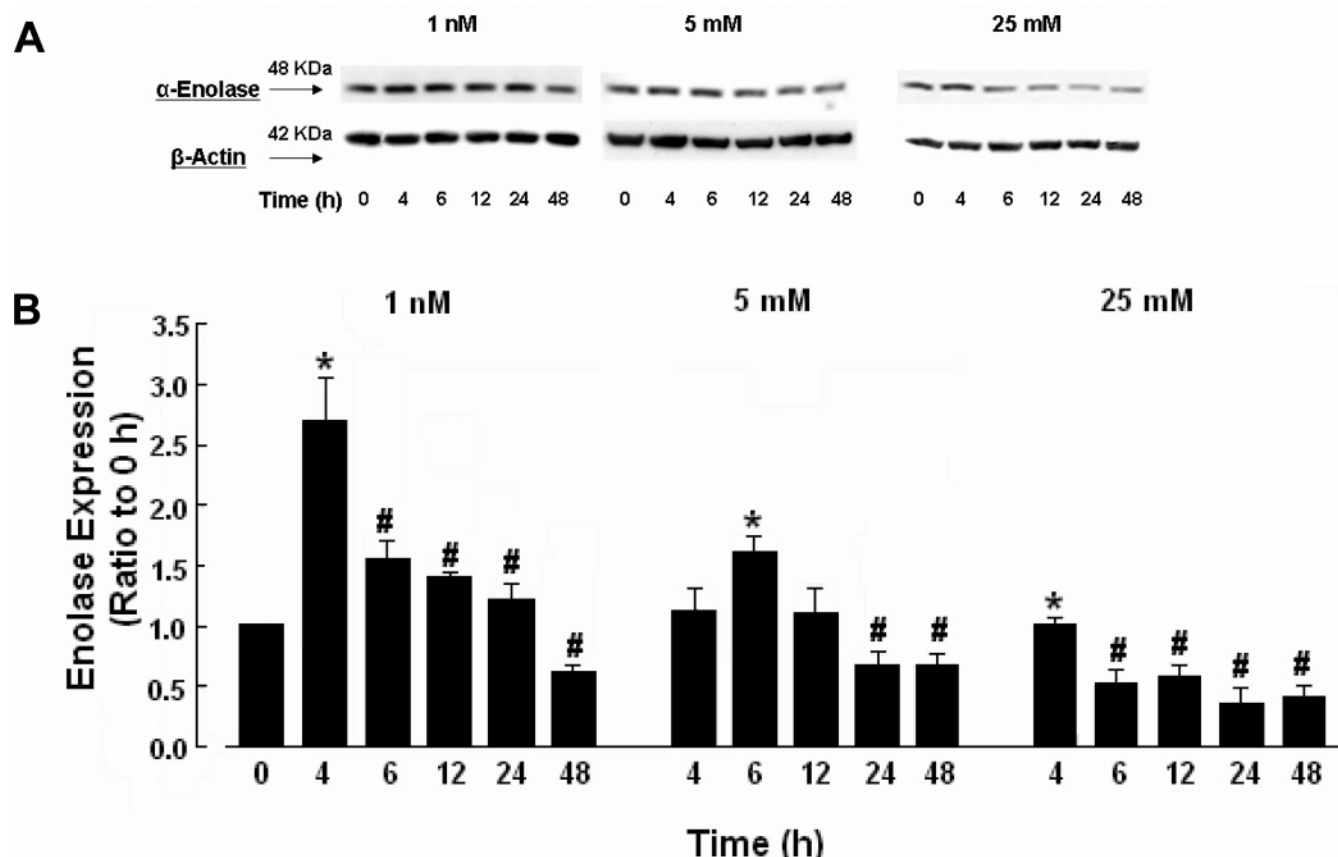 A
1 nM 5 mM 25 mM
48 KDa
α-Enolase
42 KDa
β-Actin
Time (h) 0 4 6 12 24 48 0 4 6 12 24 48 0 4 6 12 24 48
B
1 nM 5 mM 25 mM
Enolase Expression
(Ratio to 0 h)
3.5
3.0
2.5
2.0
1.5
1.0
0.5
0.0
* # # # # * # # * # # # #
0 4 6 12 24 48 4 6 12 24 48 4 6 12 24 48
Time (h)